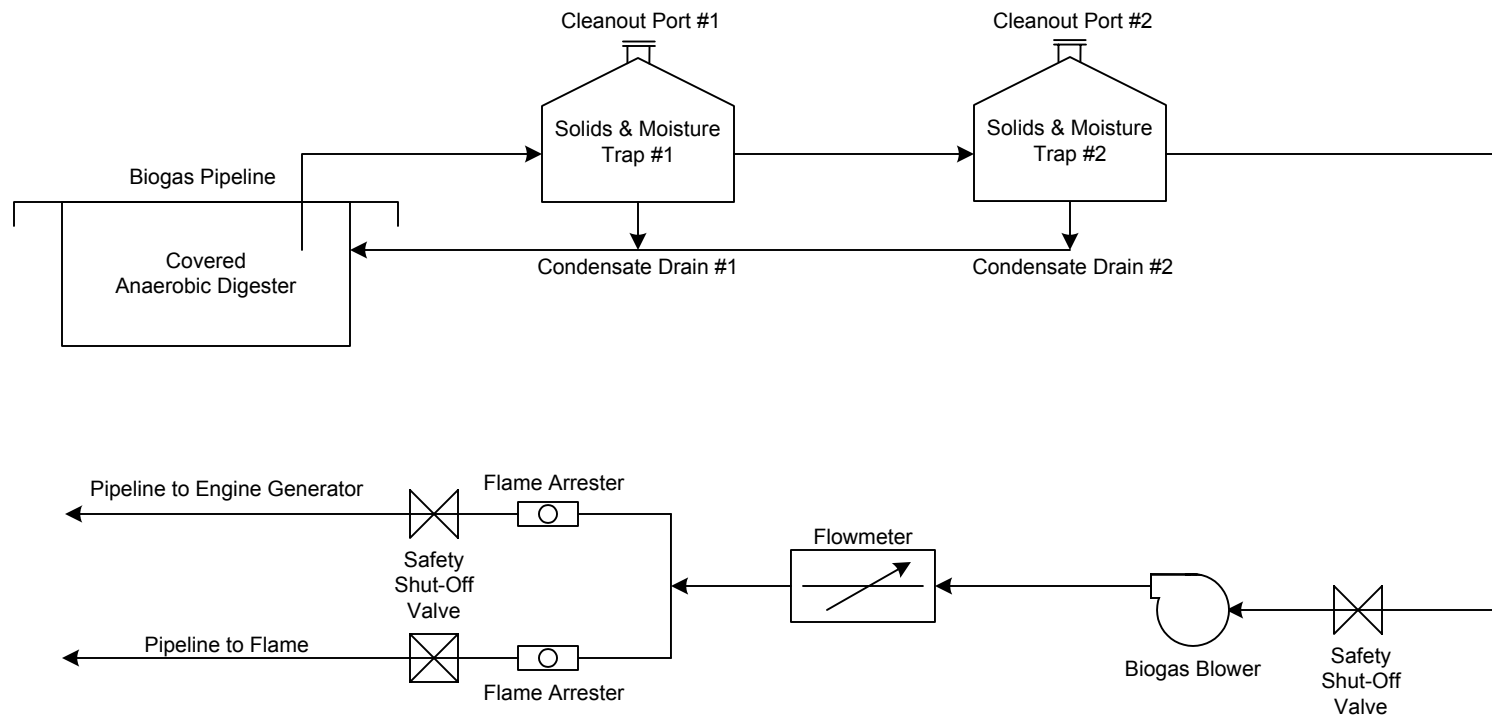 Cleanout Port #1
Cleanout Port #2
Solids & Moisture
Trap #1
Solids & Moisture
Trap #2
Biogas Pipeline
Covered
Anaerobic Digester
Condensate Drain #1
Condensate Drain #2
Pipeline to Engine Generator
Flame Arrester
Safety
Shut-Off
Valve
Flowmeter
Pipeline to Flame
Flame Arrester
Biogas Blower
Safety
Shut-Off
Valve